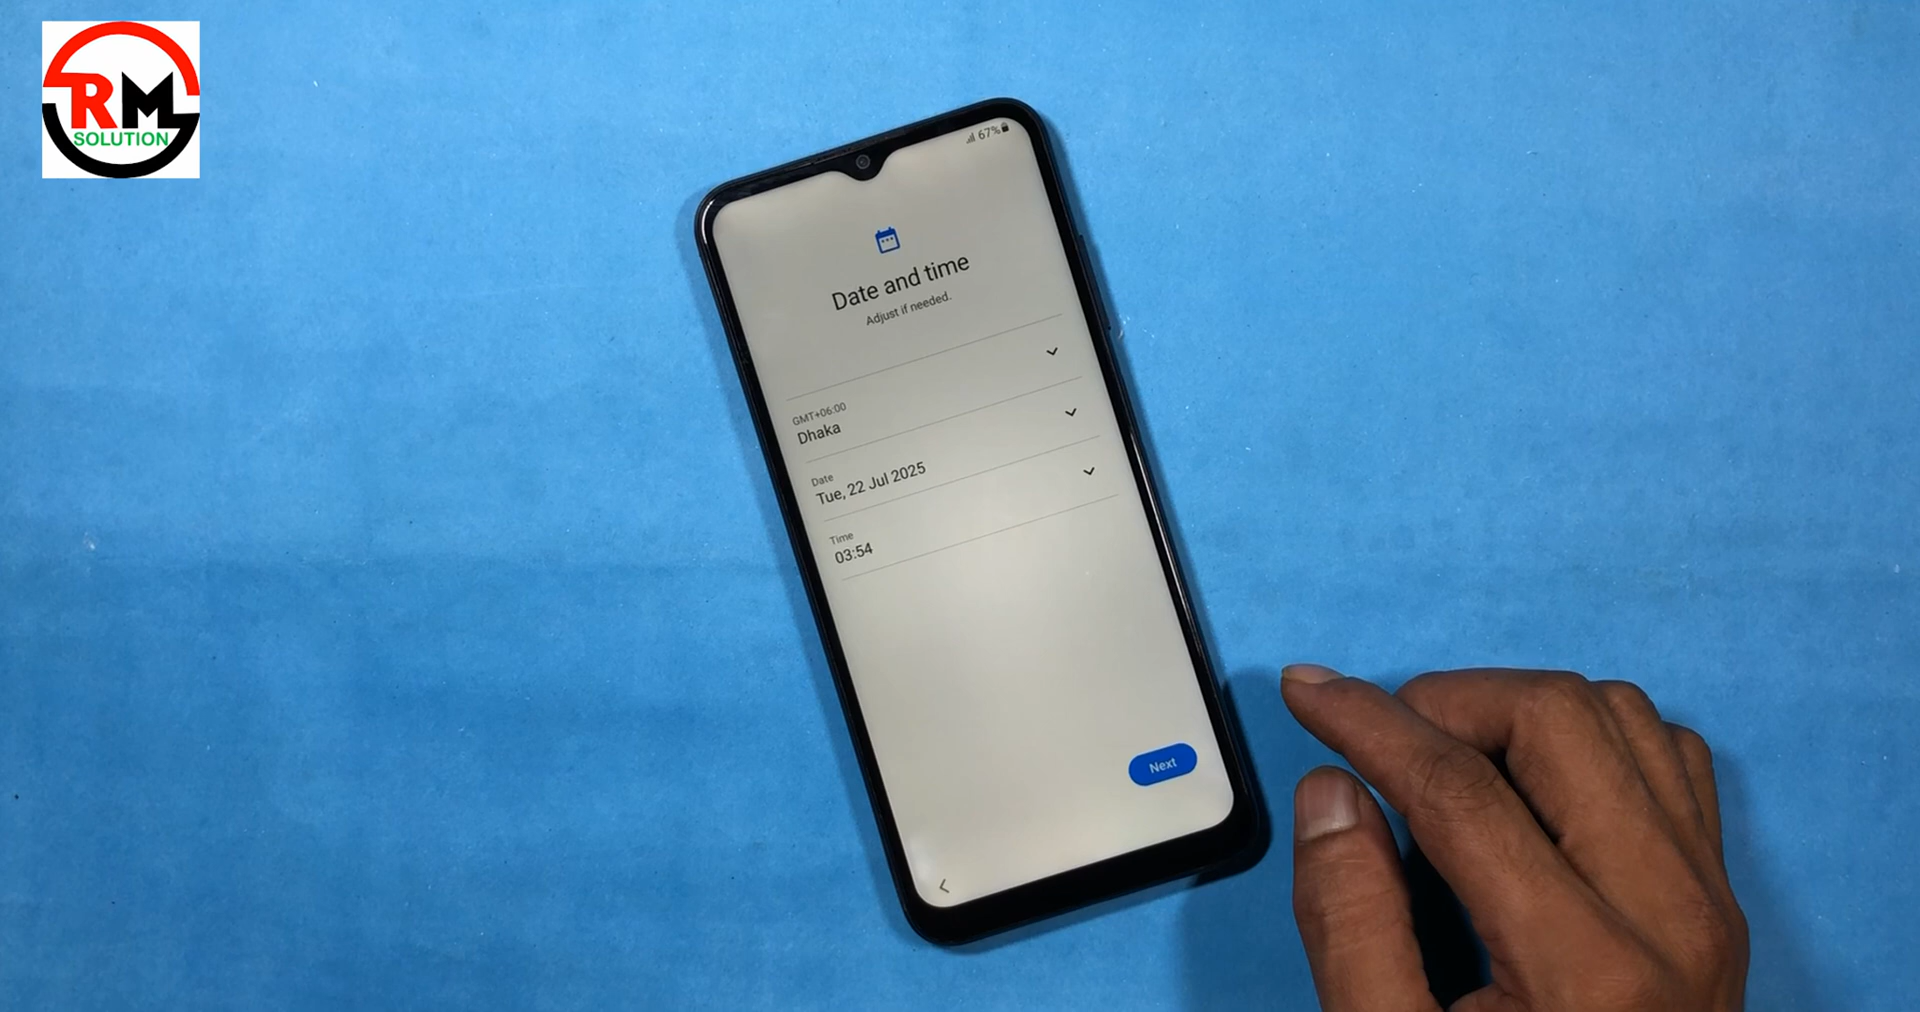 RM
SOLUTION
67%
Date and time
Adjust if needed.
GMT+06:00
Dhaka
Date
Tue, 22 Jul 2025
Time
03:54
Next